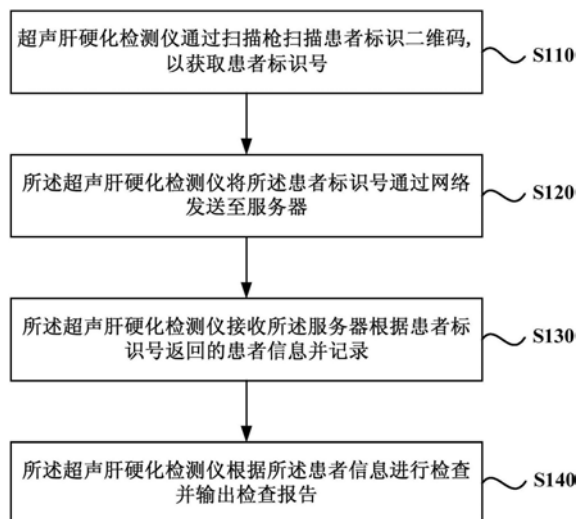 超声肝硬化检测仪通过扫描枪扫描患者标识二维码,
以获取患者标识号
S110
所述超声肝硬化检测仪将所述患者标识号通过网络
发送至服务器
S120
所述超声肝硬化检测仪接收所述服务器根据患者标
识号返回的患者信息并记录
S130
所述超声肝硬化检测仪根据所述患者信息进行检查
并输出检查报告
S140